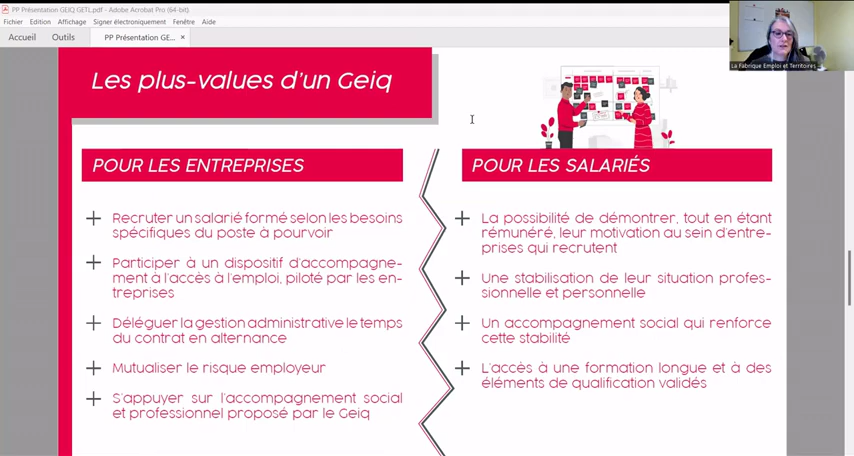 PP Présentation GEIQ GETL.pdf - Adobe Acrobat Pro (64-bit)
Fichier Edition Affichage Signer électroniquement Fenêtre Aide
Accueil Outils PP Présentation GE... ×
La Fabrique Emploi et Territoires
Les plus-values d'un Geiq
POUR LES ENTREPRISES
+ Recruter un salarié formé selon les besoins
spécifiques du poste à pourvoir
+ Participer à un dispositif d'accompagne-
ment à l'accès à l'emploi, piloté par les en-
treprises
+ Déléguer la gestion administrative le temps
du contrat en alternance
+ Mutualiser le risque employeur
+ S'appuyer sur l'accompagnement social
et professionnel proposé par le Geiq
POUR LES SALARIÉS
+ La possibilité de démontrer, tout en étant
rémunéré, leur motivation au sein d'entre-
prises qui recrutent
+ Une stabilisation de leur situation profes-
sionnelle et personnelle
+ Un accompagnement social qui renforce
cette stabilité
+ L'accès à une formation longue et à des
éléments de qualification validés